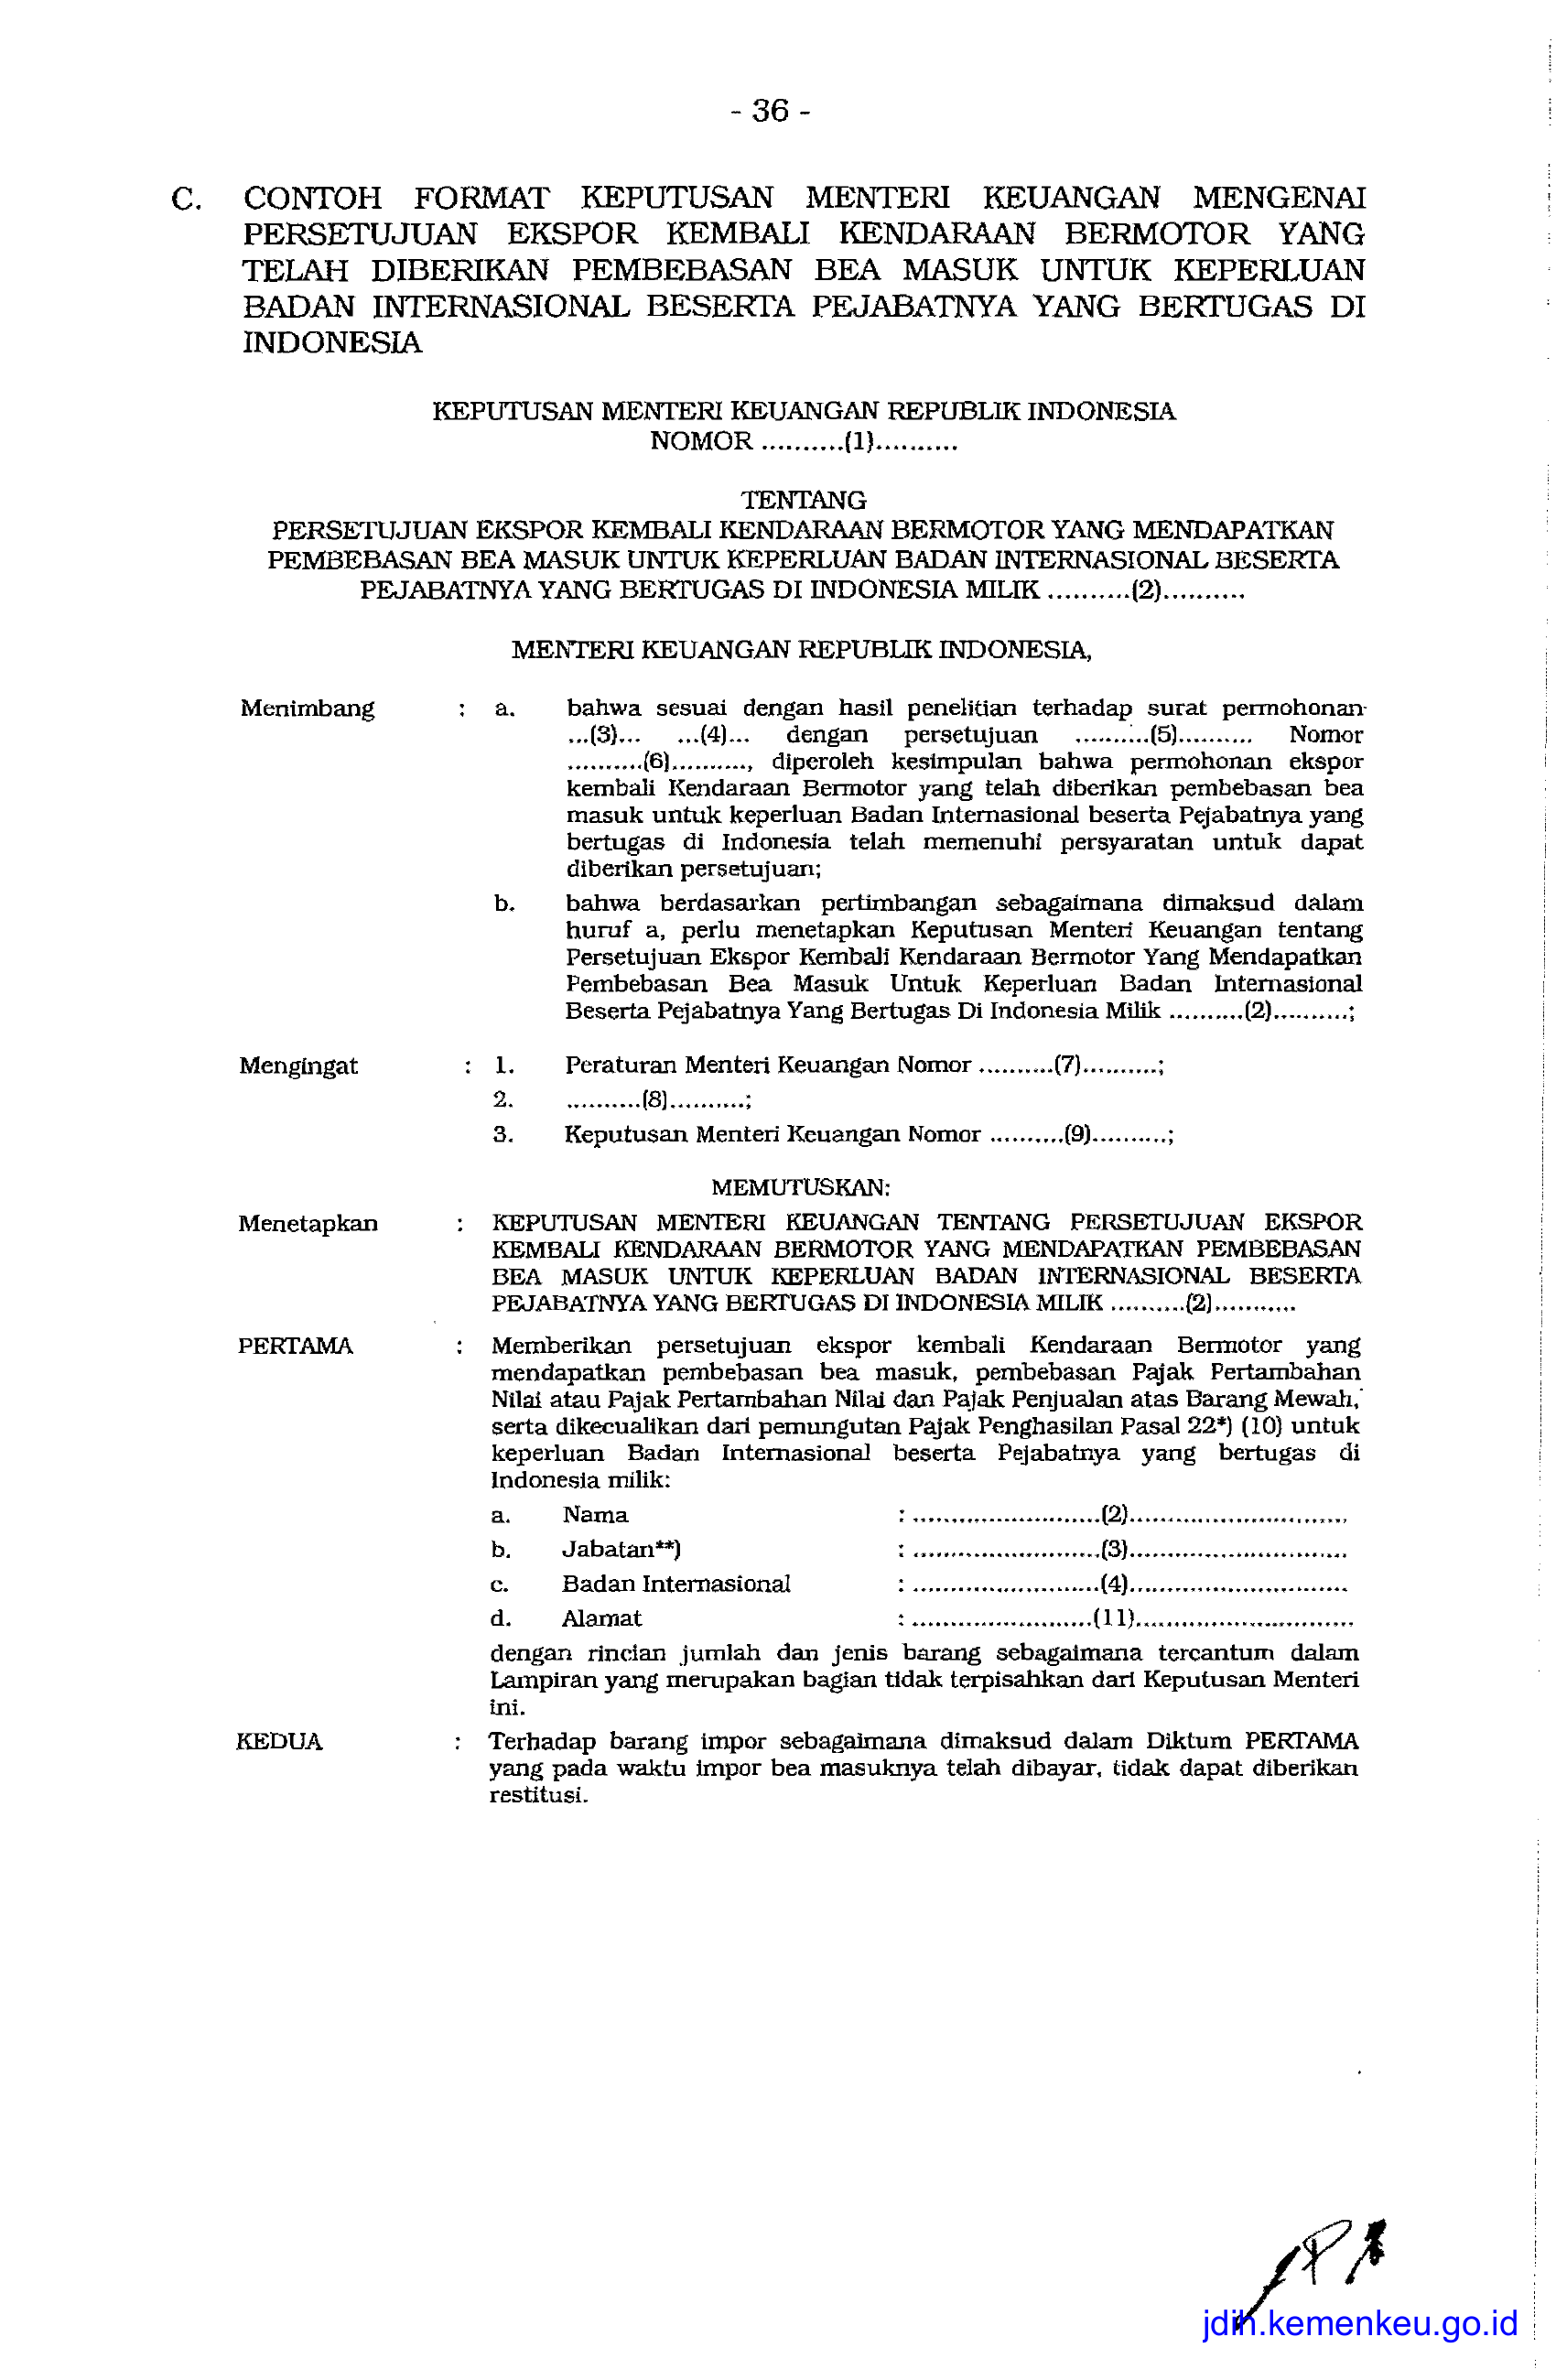 - 36 -
C. CONTOH FORMAT KEPUTUSAN MENTERI KEUANGAN MENGENAI
PERSETUJUAN EKSPOR KEMBALI KENDARAAN BERMOTOR YANG
TELAH DIBERIKAN PEMBEBASAN BEA MASUK UNTUK KEPERLUAN
BADAN INTERNASIONAL BESERTA PEJABATNYA YANG BERTUGAS DI
INDONESIA
KEPUTUSAN MENTERI KEUANGAN REPUBLIK INDONESIA
NOMOR ..........(1)..........
TENTANG
PERSETUJUAN EKSPOR KEMBALI KENDARAAN BERMOTOR YANG MENDAPATKAN
PEMBEBASAN BEA MASUK UNTUK KEPERLUAN BADAN INTERNASIONAL BESERTA
PEJABATNYA YANG BERTUGAS DI INDONESIA MILIK ..........(2)..........
MENTERI KEUANGAN REPUBLIK INDONESIA,
Menimbang : a. bahwa sesuai dengan hasil penelitian terhadap surat permohonan
...(3)... ...(4)... dengan persetujuan ..........(5).......... Nomor
..........(6).........., diperoleh kesimpulan bahwa permohonan ekspor
kembali Kendaraan Bermotor yang telah diberikan pembebasan bea
masuk untuk keperluan Badan Internasional beserta Pejabatnya yang
bertugas di Indonesia telah memenuhi persyaratan untuk dapat
diberikan persetujuan;
b. bahwa berdasarkan pertimbangan sebagaimana dimaksud dalam
huruf a, perlu menetapkan Keputusan Menteri Keuangan tentang
Persetujuan Ekspor Kembali Kendaraan Bermotor Yang Mendapatkan
Pembebasan Bea Masuk Untuk Keperluan Badan Internasional
Beserta Pejabatnya Yang Bertugas Di Indonesia Milik ..........(2)..........;
Mengingat : 1. Peraturan Menteri Keuangan Nomor ..........(7)..........;
2. ..........(8)..........;
3. Keputusan Menteri Keuangan Nomor ..........(9)..........;
MEMUTUSKAN:
Menetapkan : KEPUTUSAN MENTERI KEUANGAN TENTANG PERSETUJUAN EKSPOR
KEMBALI KENDARAAN BERMOTOR YANG MENDAPATKAN PEMBEBASAN
BEA MASUK UNTUK KEPERLUAN BADAN INTERNASIONAL BESERTA
PEJABATNYA YANG BERTUGAS DI INDONESIA MILIK ..........(2)...........
PERTAMA : Memberikan persetujuan ekspor kembali Kendaraan Bermotor yang
mendapatkan pembebasan bea masuk, pembebasan Pajak Pertambahan
Nilai atau Pajak Pertambahan Nilai dan Pajak Penjualan atas Barang Mewah,
serta dikecualikan dari pemungutan Pajak Penghasilan Pasal 22*) (10) untuk
keperluan Badan Internasional beserta Pejabatnya yang bertugas di
Indonesia milik:
a. Nama : .........................(2).............................
b. Jabatan**) : .........................(3).............................
c. Badan Internasional : .........................(4).............................
d. Alamat : ........................(11).............................
dengan rincian jumlah dan jenis barang sebagaimana tercantum dalam
Lampiran yang merupakan bagian tidak terpisahkan dari Keputusan Menteri
ini.
KEDUA : Terhadap barang impor sebagaimana dimaksud dalam Diktum PERTAMA
yang pada waktu impor bea masuknya telah dibayar, tidak dapat diberikan
restitusi.
jdih.kemenkeu.go.id